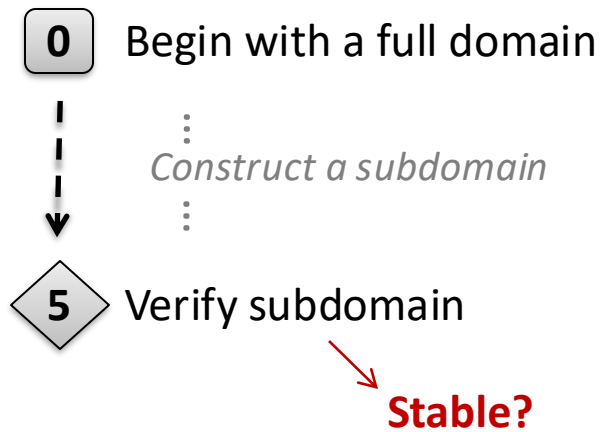 0 Begin with a full domain
⋮
Construct a subdomain
⋮
5 Verify subdomain
Stable?